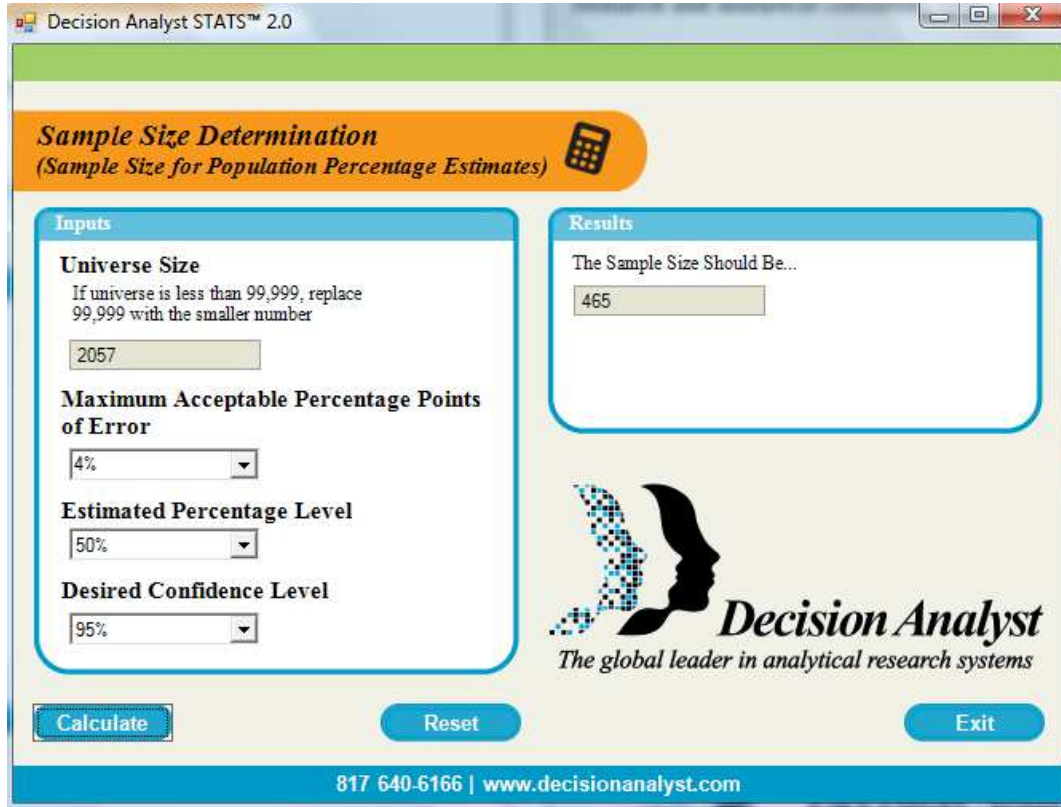 Decision Analyst STATS™ 2.0
Sample Size Determination
(Sample Size for Population Percentage Estimates)
Inputs
Universe Size
If universe is less than 99,999, replace
99,999 with the smaller number
2057
Maximum Acceptable Percentage Points
of Error
4%
Estimated Percentage Level
50%
Desired Confidence Level
95%
Results
The Sample Size Should Be...
465
Decision Analyst
The global leader in analytical research systems
Calculate
Reset
Exit
817 640-6166 | www.decisionanalyst.com